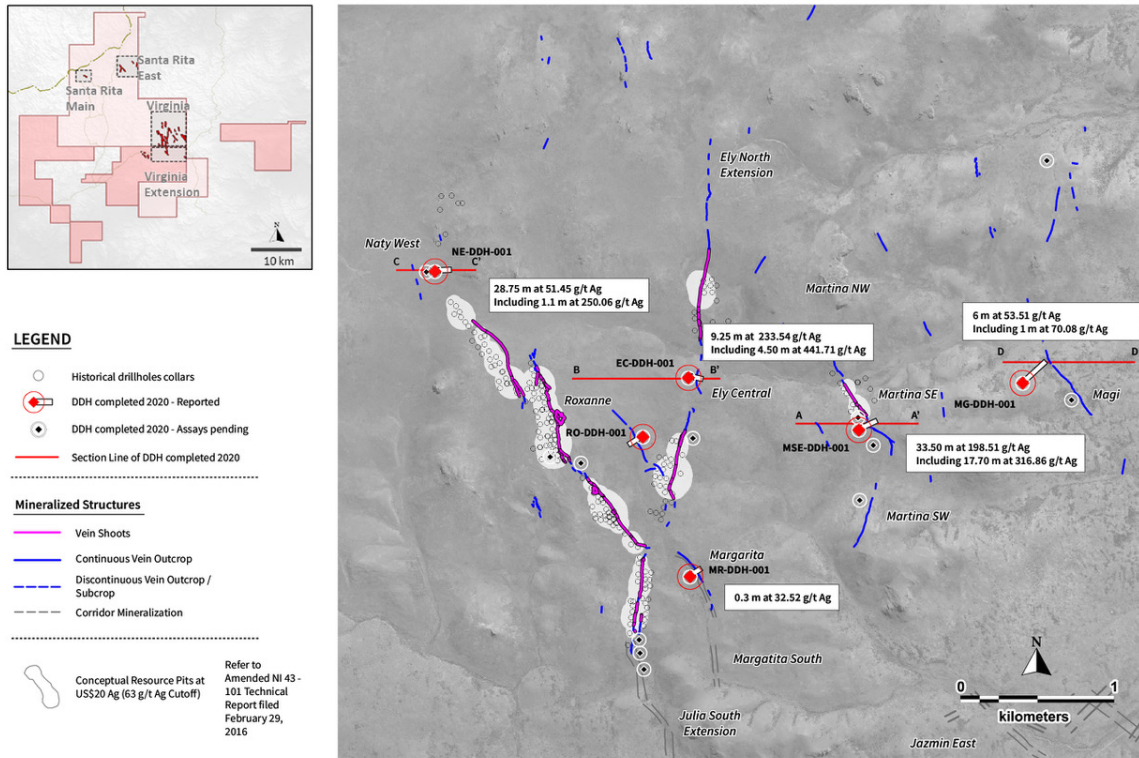 Santa Rita
East
Santa Rita
Main
Virginia
Virginia
Extension
N
10 km
LEGEND
Historical drillholes collars
DDH completed 2020 - Reported
DDH completed 2020 - Assays pending
Section Line of DDH completed 2020
Mineralized Structures
Vein Shoots
Continuous Vein Outcrop
Discontinuous Vein Outcrop /
Subcrop
Corridor Mineralization
Conceptual Resource Pits at
US$20 Ag (63 g/t Ag Cutoff)
Refer to
Amended NI 43 -
101 Technical
Report filed
February 29,
2016
Ely North
Extension
Naty West
NE-DDH-001
C
C'
28.75 m at 51.45 g/t Ag
Including 1.1 m at 250.06 g/t Ag
Martina NW
9.25 m at 233.54 g/t Ag
Including 4.50 m at 441.71 g/t Ag
6 m at 53.51 g/t Ag
Including 1 m at 70.08 g/t Ag
D
D'
EC-DDH-001
B
B'
Ely Central
Roxanne
RO-DDH-001
Martina SE
A
A'
MSE-DDH-001
MG-DDH-001
Magi
33.50 m at 198.51 g/t Ag
Including 17.70 m at 316.86 g/t Ag
Martina SW
Margarita
MR-DDH-001
0.3 m at 32.52 g/t Ag
Margatita South
Julia South
Extension
Jazmin East
N
0
1
kilometers